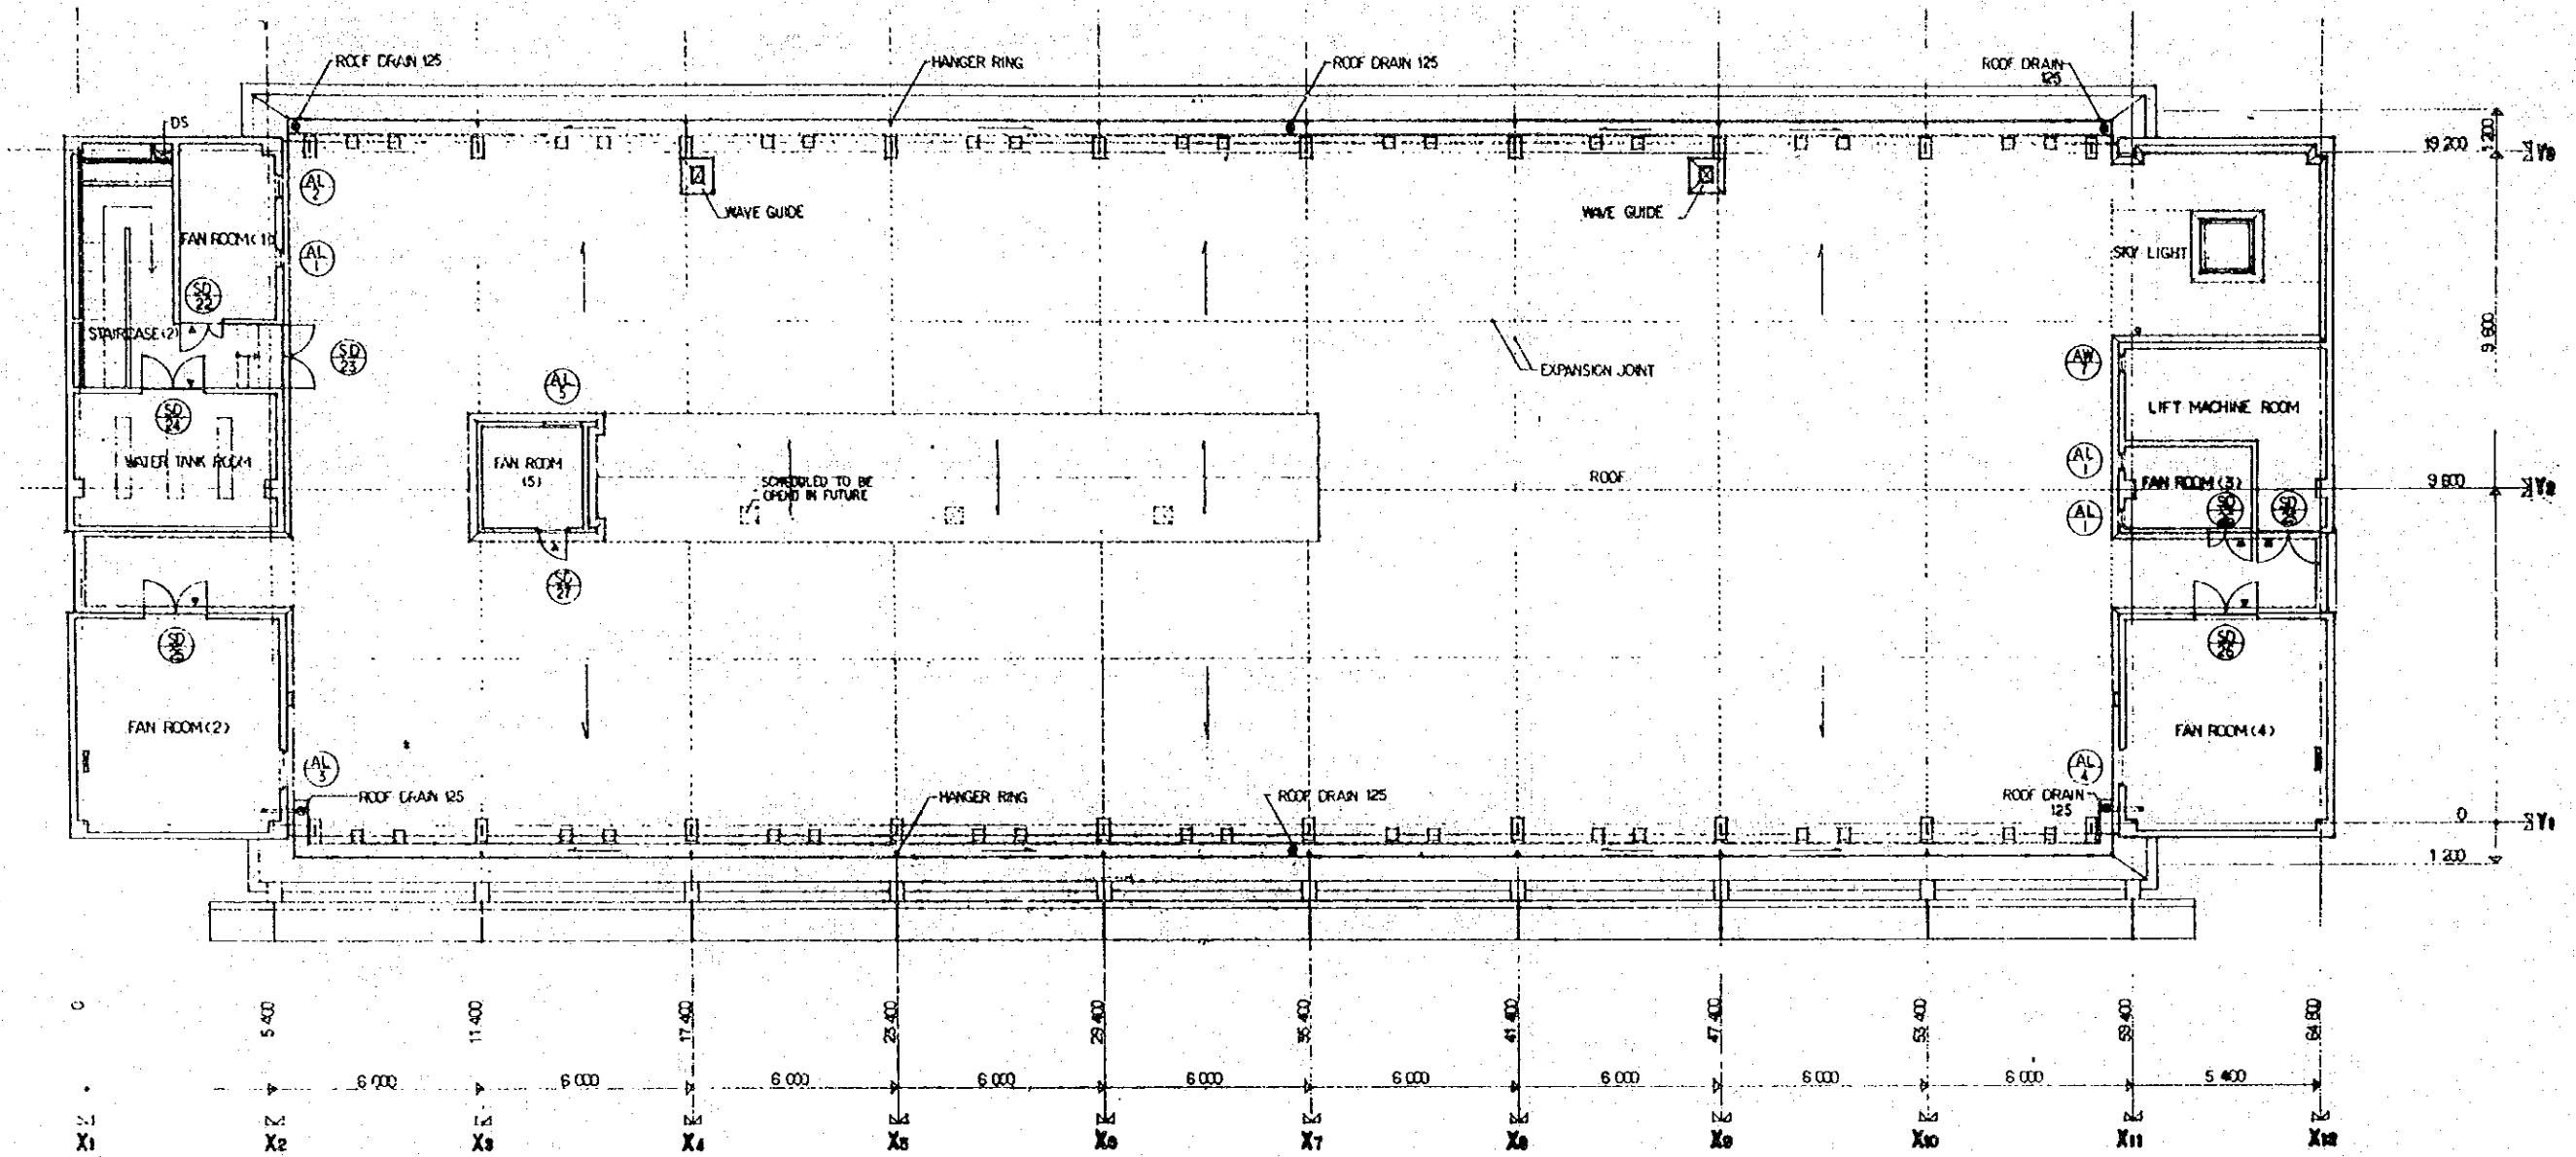 ROOF DRAIN 125
HANGER RING
ROOF DRAIN 125
ROOF DRAIN
125
DS
1 200
19 200
Y3
AL
2
WAVE GUIDE
WAVE GUIDE
FAN ROOM(1)
AL
1
SKY LIGHT
SD
22
STAIRCASE(2)
SD
23
9 600
AW
7
EXPANSION JOINT
AL
5
SD
24
LIFT MACHINE ROOM
WATER TANK ROOM
FAN ROOM
(5)
AL
1
SCHEDULED TO BE
OPEND IN FUTURE
ROOF
FAN ROOM(3)
9 600
Y2
AL
1
SD
SD
27
SD
SD
26
FAN ROOM(2)
FAN ROOM(4)
AL
3
AL
4
ROOF DRAIN 125
HANGER RING
ROOF DRAIN 125
ROOF DRAIN
125
0
Y1
1 200
0
5 400
11 400
17 400
23 400
29 400
35 400
41 400
47 400
53 400
59 400
64 800
6 000
6 000
6 000
6 000
6 000
6 000
6 000
6 000
6 000
5 400
X1
X2
X3
X4
X5
X6
X7
X8
X9
X10
X11
X12